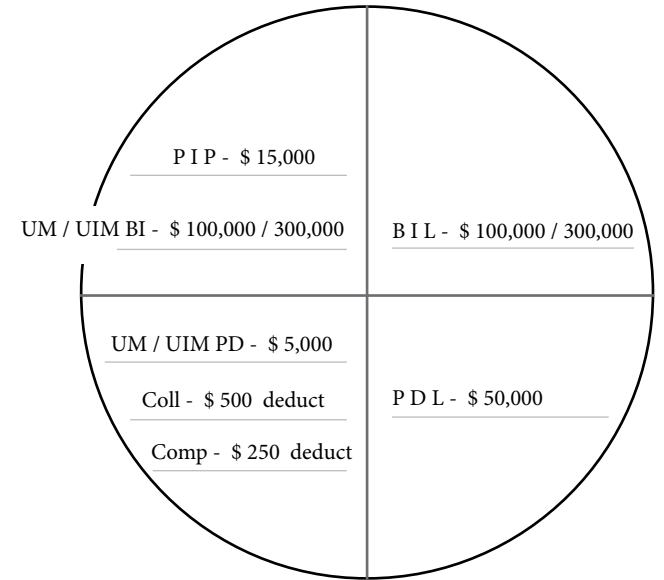 P I P - $ 15,000
UM / UIM BI - $ 100,000 / 300,000
B I L - $ 100,000 / 300,000
UM / UIM PD - $ 5,000
Coll - $ 500 deduct
Comp - $ 250 deduct
P D L - $ 50,000